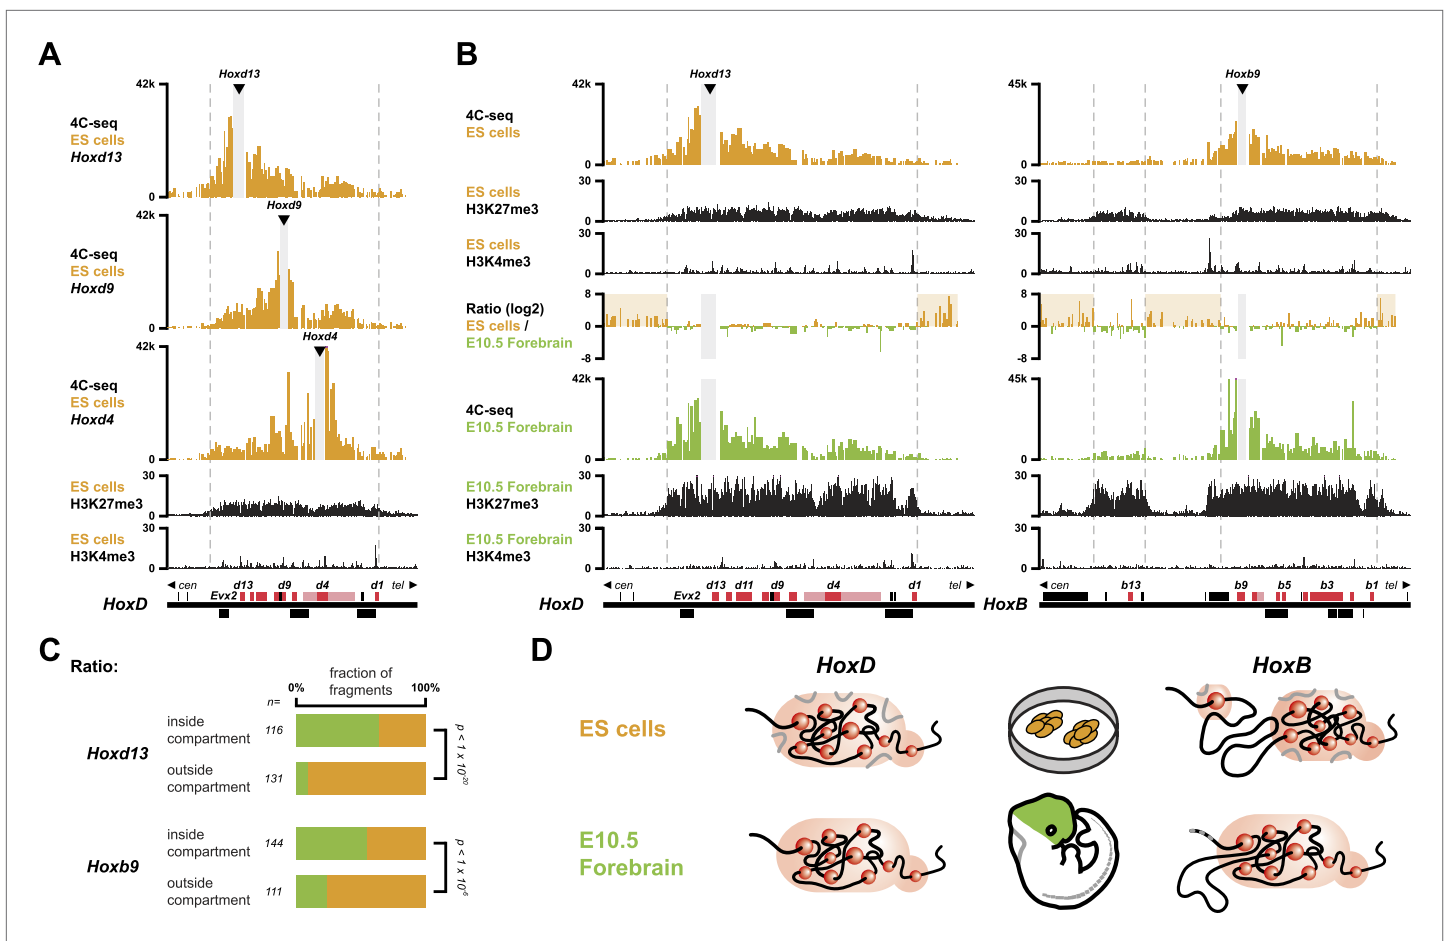 A
Hoxd13
42k
4C-seq
ES cells
Hoxd13
0
Hoxd9
42k
4C-seq
ES cells
Hoxd9
0
Hoxd4
42k
4C-seq
ES cells
Hoxd4
0
ES cells
H3K27me3
30
0
ES cells
H3K4me3
30
0
cen
d13 d9 d4 d1
tel
Evx2
HoxD
B
Hoxd13
42k
4C-seq
ES cells
0
ES cells
H3K27me3
30
0
ES cells
H3K4me3
30
0
Ratio (log2)
ES cells /
E10.5 Forebrain
8
0
-8
4C-seq
E10.5 Forebrain
42k
0
E10.5 Forebrain
H3K27me3
30
0
E10.5 Forebrain
H3K4me3
30
0
cen
d13 d11 d9 d4 d1
tel
Evx2
HoxD
Hoxb9
45k
0
30
0
30
0
8
0
-8
45k
0
30
0
30
0
cen
b13 b9 b5 b3 b1
tel
HoxB
C
Ratio:
fraction of
fragments
0% 100%
n=
Hoxd13
inside
compartment
116
outside
compartment
131
p < 1 x 10-20
Hoxb9
inside
compartment
144
outside
compartment
111
p < 1 x 10-6
D
HoxD
HoxB
ES cells
E10.5
Forebrain